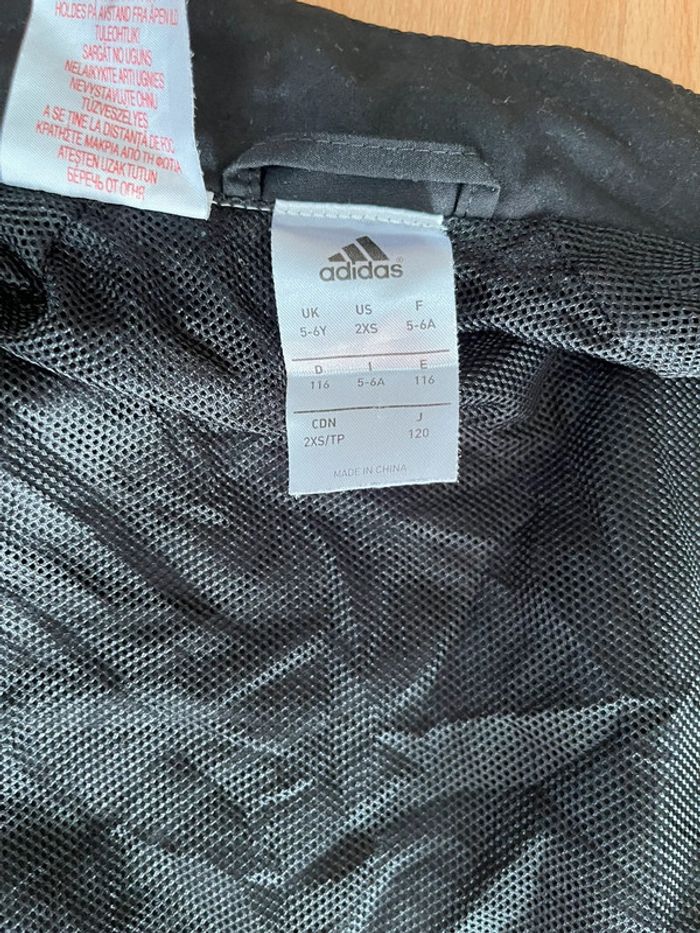 HOLDES PÅ AVSTAND FRA ÅPEN ILD
TULEOHTLIK!
SARGĀT NO UGUNS
NELAIKYKITE ARTI UGNIES
NEVYSTAVUJTE OHNU
TŰZVESZÉLYES
A SE ȚINE LA DISTANȚĂ DE FOC
ΚΡΑΤΗΣΤΕ ΜΑΚΡΙΑ ΑΠΟ ΤΗ ΦΩΤΙΑ
ATEŞTEN UZAK TUTUN
БЕРЕЧЬ ОТ ОГНЯ
adidas
UK US F
5-6Y 2XS 5-6A
D I E
116 5-6A 116
CDN J
2XS/TP 120
MADE IN CHINA